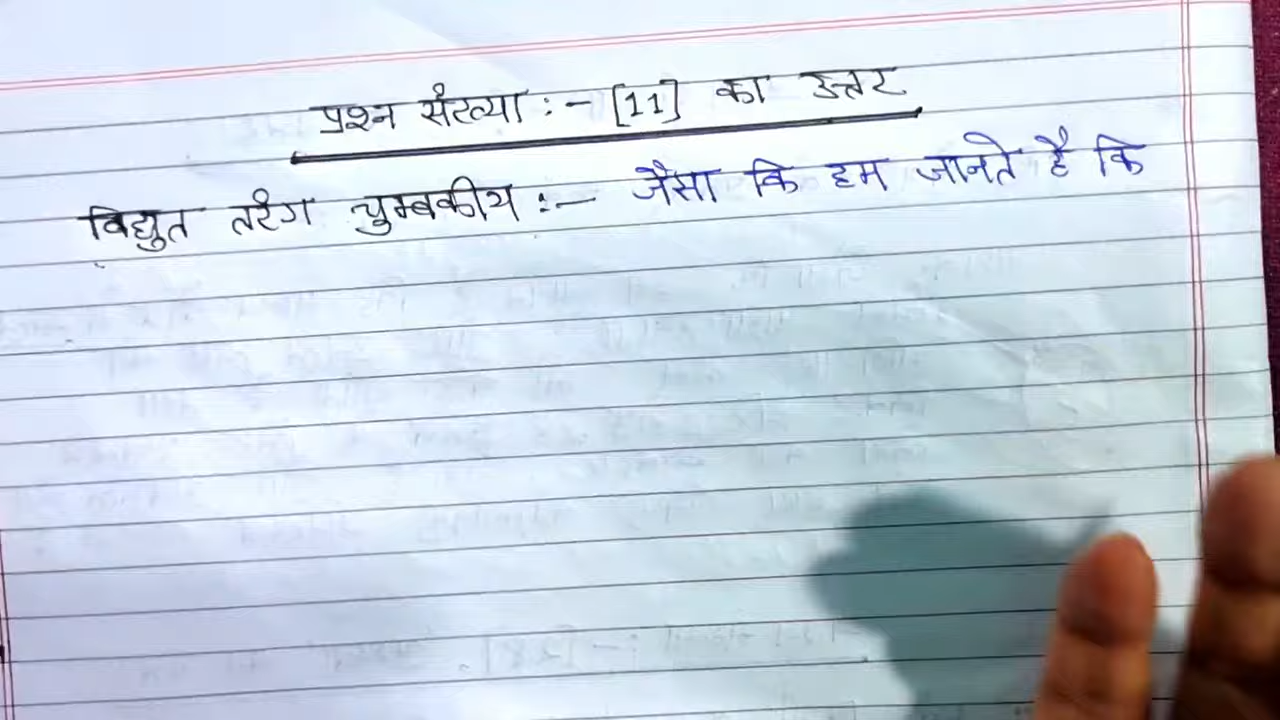 प्रश्न संख्या :- [11] का उत्तर
विद्युत तरंग चुम्बकीय :- जैसा कि हम जानते है कि